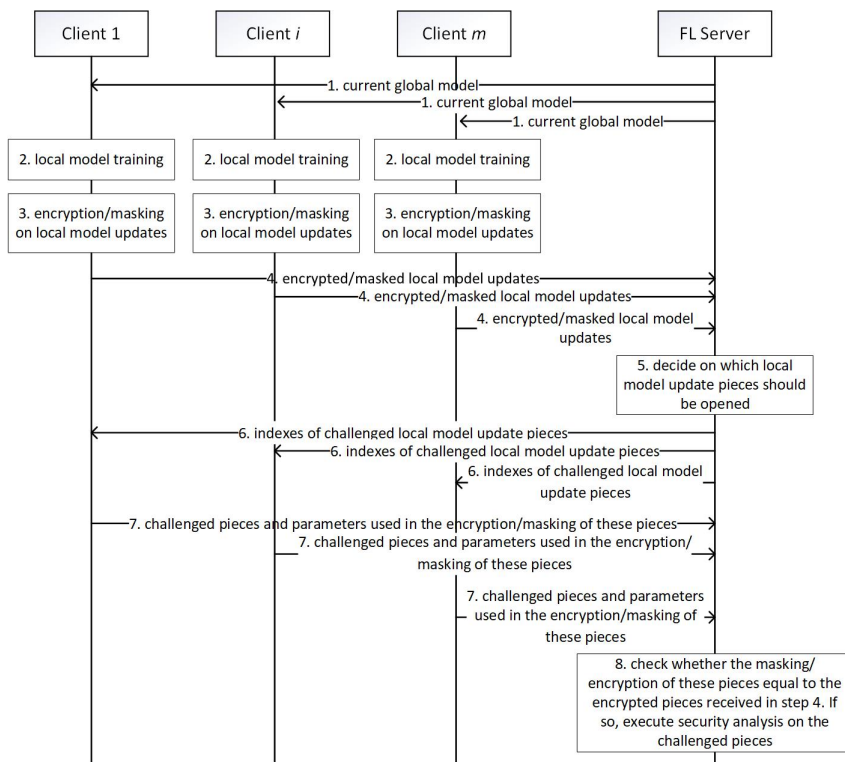 Client 1
Client i
Client m
FL Server
1. current global model
1. current global model
1. current global model
2. local model training
2. local model training
2. local model training
3. encryption/masking
on local model updates
3. encryption/masking
on local model updates
3. encryption/masking
on local model updates
4. encrypted/masked local model updates
4. encrypted/masked local model updates
4. encrypted/masked local model
updates
5. decide on which local
model update pieces should
be opened
6. indexes of challenged local model update pieces
6. indexes of challenged local model update pieces
6. indexes of challenged local model
update pieces
7. challenged pieces and parameters used in the encryption/masking of these pieces
7. challenged pieces and parameters used in the encryption/
masking of these pieces
7. challenged pieces and parameters
used in the encryption/masking of
these pieces
8. check whether the masking/
encryption of these pieces equal to the
encrypted pieces received in step 4. If
so, execute security analysis on the
challenged pieces